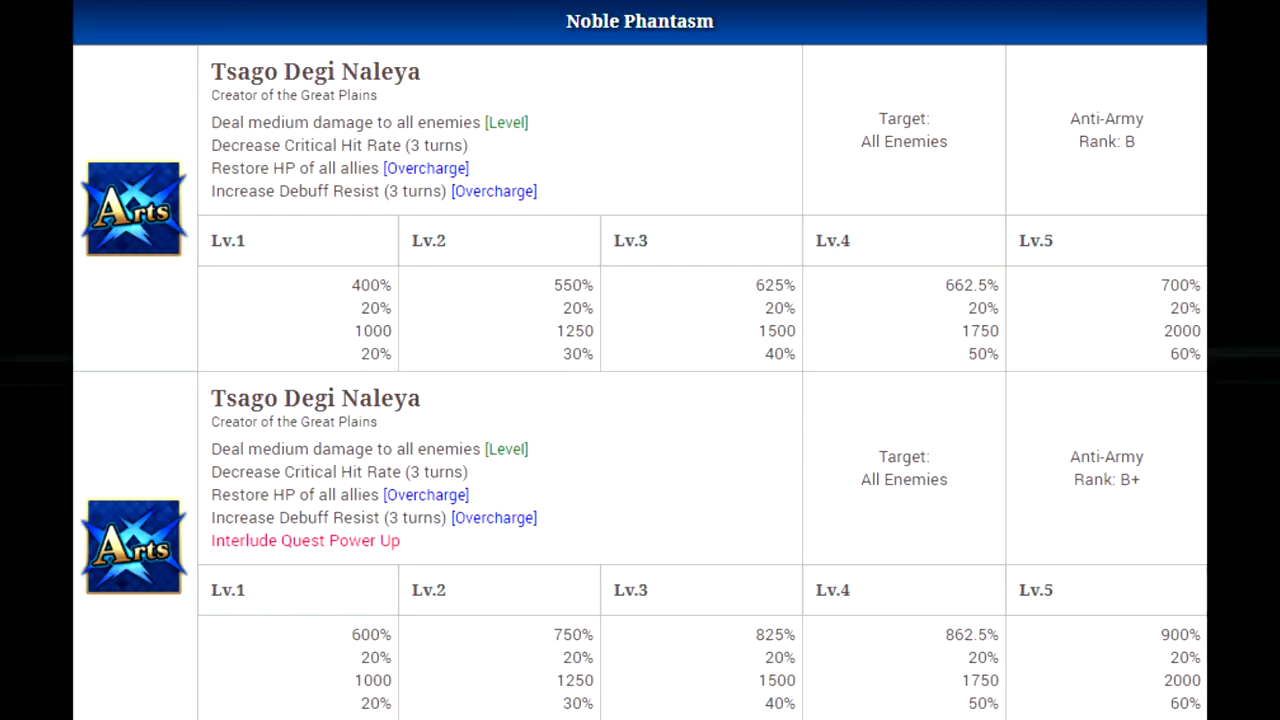 Noble Phantasm
Tsago Degi Naleya
Creator of the Great Plains
Deal medium damage to all enemies [Level]
Decrease Critical Hit Rate (3 turns)
Restore HP of all allies [Overcharge]
Increase Debuff Resist (3 turns) [Overcharge]
Target:
All Enemies
Anti-Army
Rank: B
Arts
Lv.1 Lv.2 Lv.3 Lv.4 Lv.5
400% 550% 625% 662.5% 700%
20% 20% 20% 20% 20%
1000 1250 1500 1750 2000
20% 30% 40% 50% 60%
Tsago Degi Naleya
Creator of the Great Plains
Deal medium damage to all enemies [Level]
Decrease Critical Hit Rate (3 turns)
Restore HP of all allies [Overcharge]
Increase Debuff Resist (3 turns) [Overcharge]
Interlude Quest Power Up
Target:
All Enemies
Anti-Army
Rank: B+
Arts
Lv.1 Lv.2 Lv.3 Lv.4 Lv.5
600% 750% 825% 862.5% 900%
20% 20% 20% 20% 20%
1000 1250 1500 1750 2000
20% 30% 40% 50% 60%